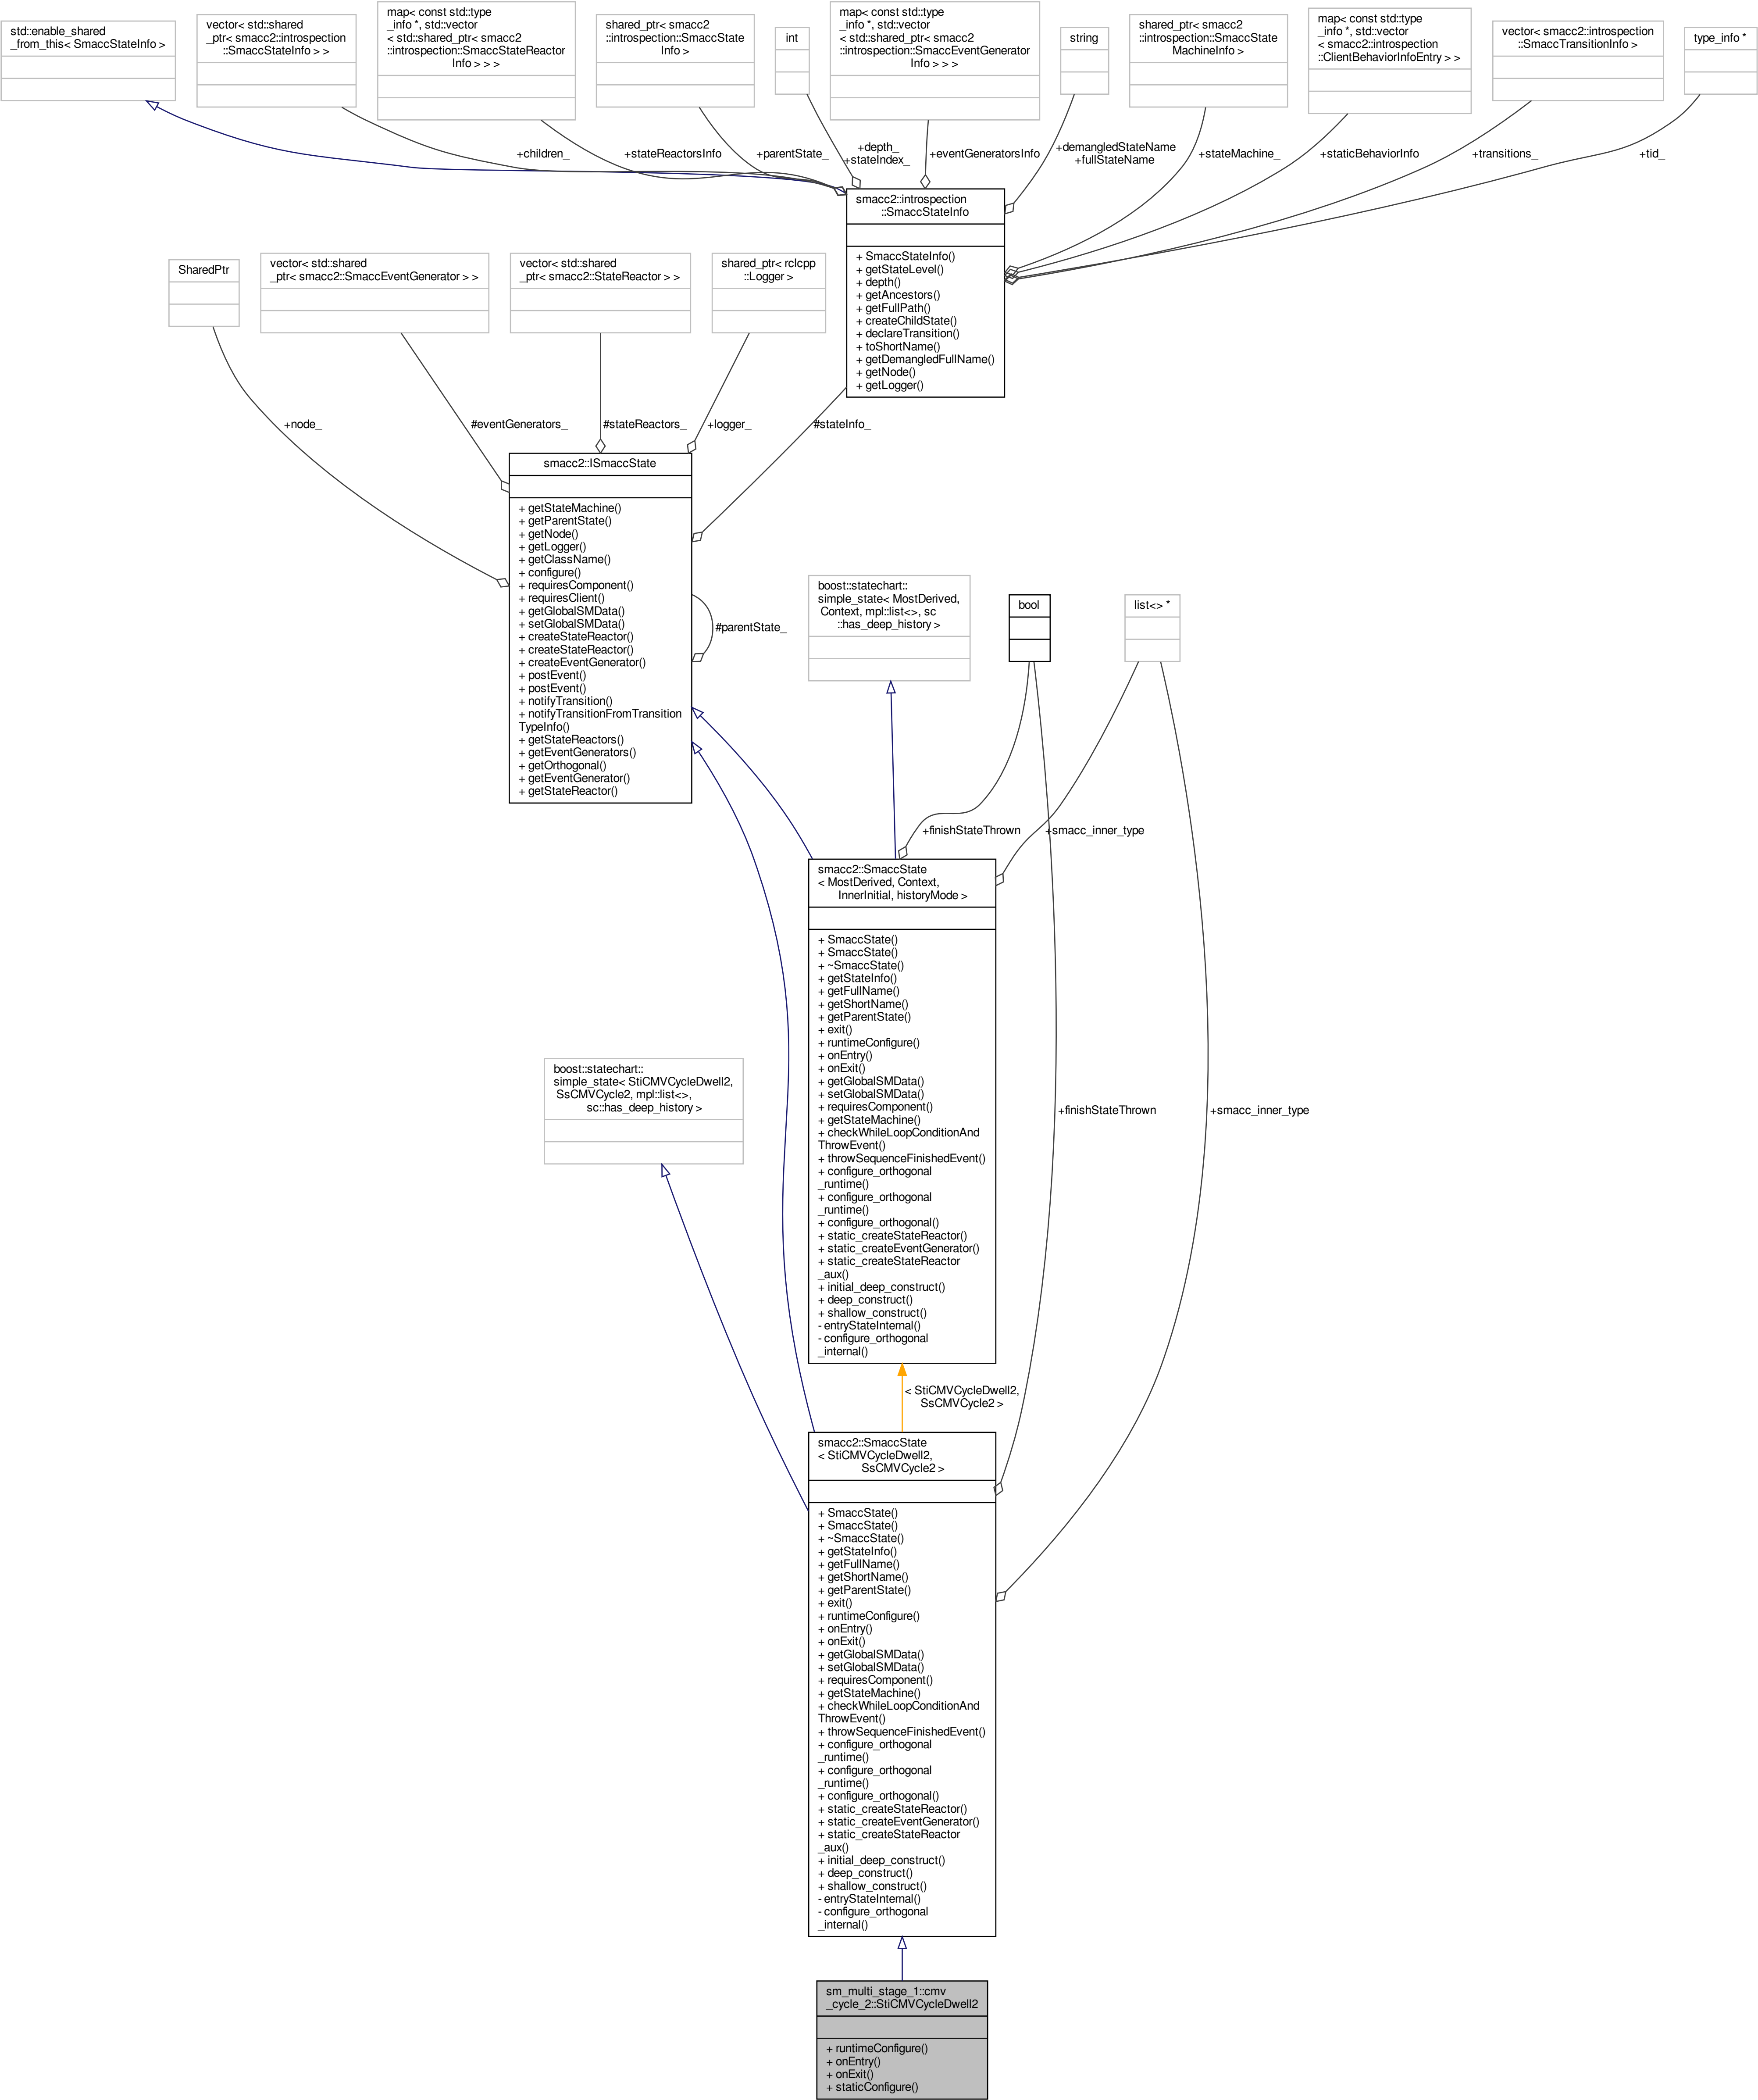 std::enable_shared
_from_this< SmaccStateInfo >
vector< std::shared
_ptr< smacc2::introspection
::SmaccStateInfo > >
map< const std::type
_info *, std::vector
< std::shared_ptr< smacc2
::introspection::SmaccStateReactor
Info > > >
shared_ptr< smacc2
::introspection::SmaccState
Info >
int
map< const std::type
_info *, std::vector
< std::shared_ptr< smacc2
::introspection::SmaccEventGenerator
Info > > >
string
shared_ptr< smacc2
::introspection::SmaccState
MachineInfo >
map< const std::type
_info *, std::vector
< smacc2::introspection
::ClientBehaviorInfoEntry > >
vector< smacc2::introspection
::SmaccTransitionInfo >
type_info *
+children_
+stateReactorsInfo
+parentState_
+depth_
+stateIndex_
+eventGeneratorsInfo
+demangledStateName
+fullStateName
+stateMachine_
+staticBehaviorInfo
+transitions_
+tid_
smacc2::introspection
::SmaccStateInfo
+ SmaccStateInfo()
+ getStateLevel()
+ depth()
+ getAncestors()
+ getFullPath()
+ createChildState()
+ declareTransition()
+ toShortName()
+ getDemangledFullName()
+ getNode()
+ getLogger()
SharedPtr
vector< std::shared
_ptr< smacc2::SmaccEventGenerator > >
vector< std::shared
_ptr< smacc2::StateReactor > >
shared_ptr< rclcpp
::Logger >
+node_
#eventGenerators_
#stateReactors_
+logger_
#stateInfo_
smacc2::ISmaccState
+ getStateMachine()
+ getParentState()
+ getNode()
+ getLogger()
+ getClassName()
+ configure()
+ requiresComponent()
+ requiresClient()
+ getGlobalSMData()
+ setGlobalSMData()
+ createStateReactor()
+ createStateReactor()
+ createEventGenerator()
+ postEvent()
+ postEvent()
+ notifyTransition()
+ notifyTransitionFromTransition
TypeInfo()
+ getStateReactors()
+ getEventGenerators()
+ getOrthogonal()
+ getEventGenerator()
+ getStateReactor()
#parentState_
boost::statechart::
simple_state< MostDerived,
Context, mpl::list<>, sc
::has_deep_history >
bool
list<> *
+finishStateThrown
+smacc_inner_type
smacc2::SmaccState
< MostDerived, Context,
InnerInitial, historyMode >
+ SmaccState()
+ SmaccState()
+ ~SmaccState()
+ getStateInfo()
+ getFullName()
+ getShortName()
+ getParentState()
+ exit()
+ runtimeConfigure()
+ onEntry()
+ onExit()
+ getGlobalSMData()
+ setGlobalSMData()
+ requiresComponent()
+ getStateMachine()
+ checkWhileLoopConditionAnd
ThrowEvent()
+ throwSequenceFinishedEvent()
+ configure_orthogonal
_runtime()
+ configure_orthogonal
_runtime()
+ configure_orthogonal()
+ static_createStateReactor()
+ static_createEventGenerator()
+ static_createStateReactor
_aux()
+ initial_deep_construct()
+ deep_construct()
+ shallow_construct()
- entryStateInternal()
- configure_orthogonal
_internal()
boost::statechart::
simple_state< StiCMVCycleDwell2,
SsCMVCycle2, mpl::list<>,
sc::has_deep_history >
+finishStateThrown
+smacc_inner_type
< StiCMVCycleDwell2,
SsCMVCycle2 >
smacc2::SmaccState
< StiCMVCycleDwell2,
SsCMVCycle2 >
+ SmaccState()
+ SmaccState()
+ ~SmaccState()
+ getStateInfo()
+ getFullName()
+ getShortName()
+ getParentState()
+ exit()
+ runtimeConfigure()
+ onEntry()
+ onExit()
+ getGlobalSMData()
+ setGlobalSMData()
+ requiresComponent()
+ getStateMachine()
+ checkWhileLoopConditionAnd
ThrowEvent()
+ throwSequenceFinishedEvent()
+ configure_orthogonal
_runtime()
+ configure_orthogonal
_runtime()
+ configure_orthogonal()
+ static_createStateReactor()
+ static_createEventGenerator()
+ static_createStateReactor
_aux()
+ initial_deep_construct()
+ deep_construct()
+ shallow_construct()
- entryStateInternal()
- configure_orthogonal
_internal()
sm_multi_stage_1::cmv
_cycle_2::StiCMVCycleDwell2
+ runtimeConfigure()
+ onEntry()
+ onExit()
+ staticConfigure()